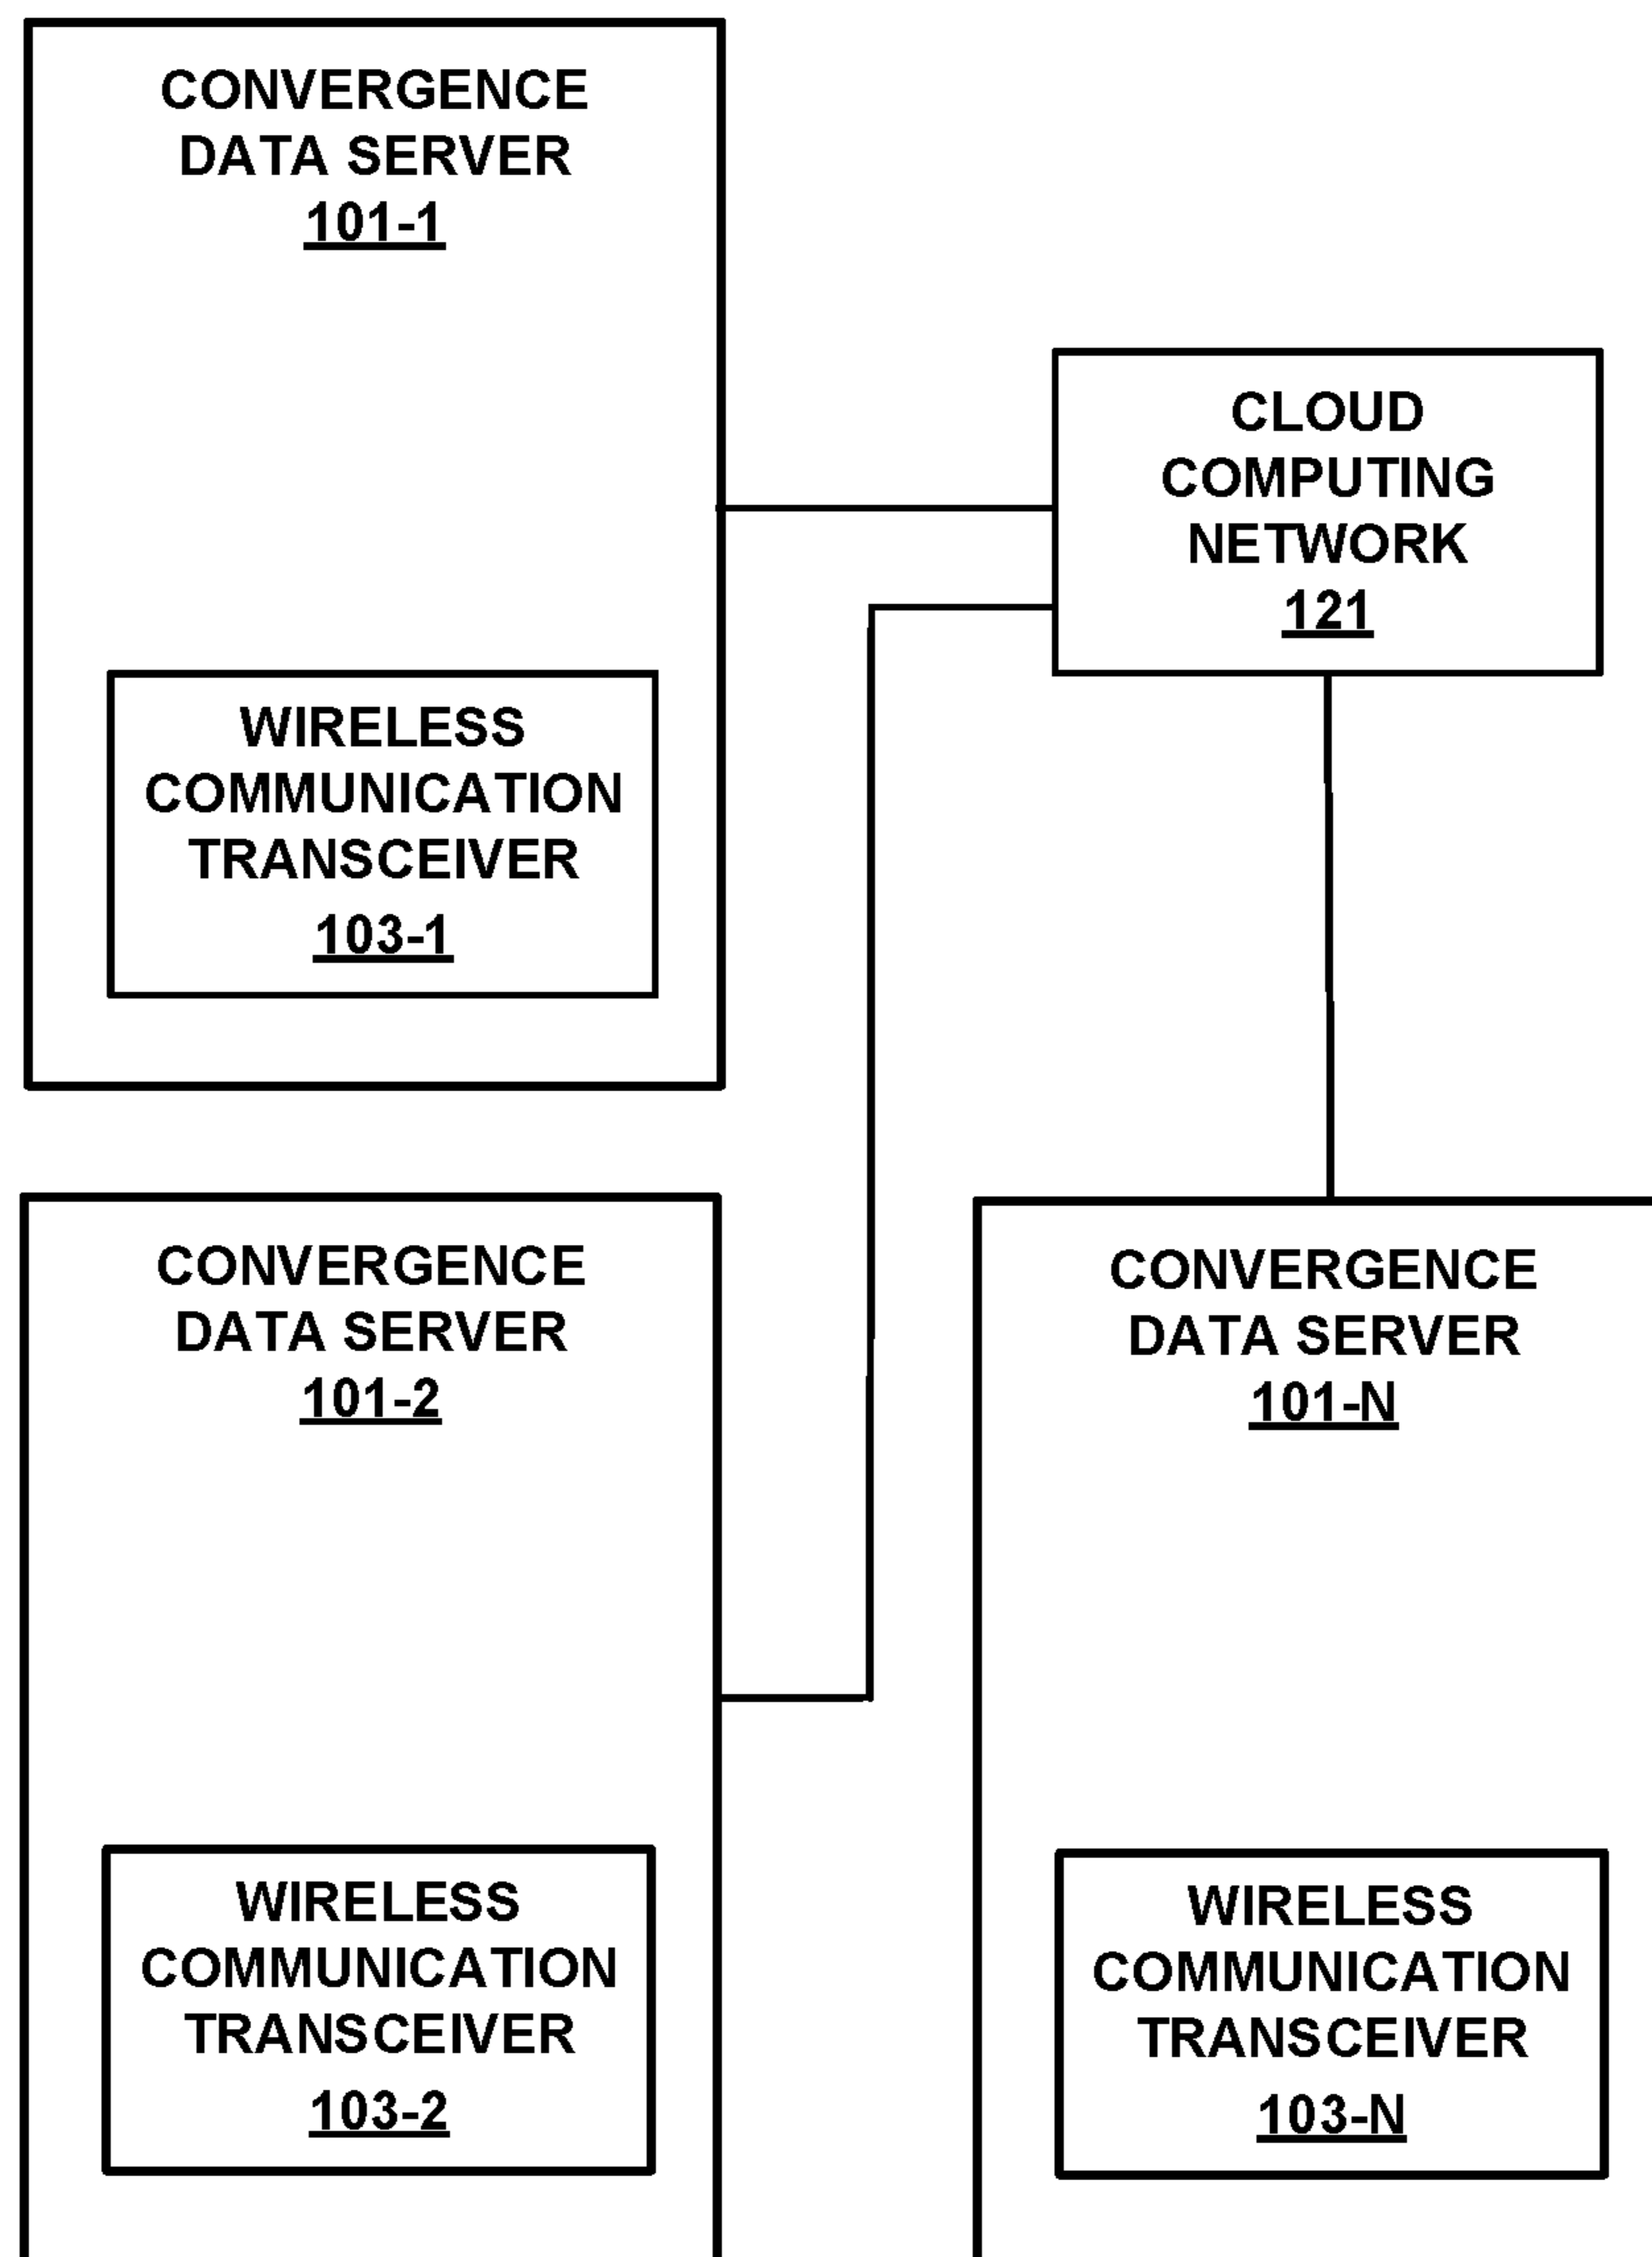 CONVERGENCE
DATA SERVER
101-1
WIRELESS
COMMUNICATION
TRANSCEIVER
103-1
CLOUD
COMPUTING
NETWORK
121
CONVERGENCE
DATA SERVER
101-2
WIRELESS
COMMUNICATION
TRANSCEIVER
103-2
CONVERGENCE
DATA SERVER
101-N
WIRELESS
COMMUNICATION
TRANSCEIVER
103-N